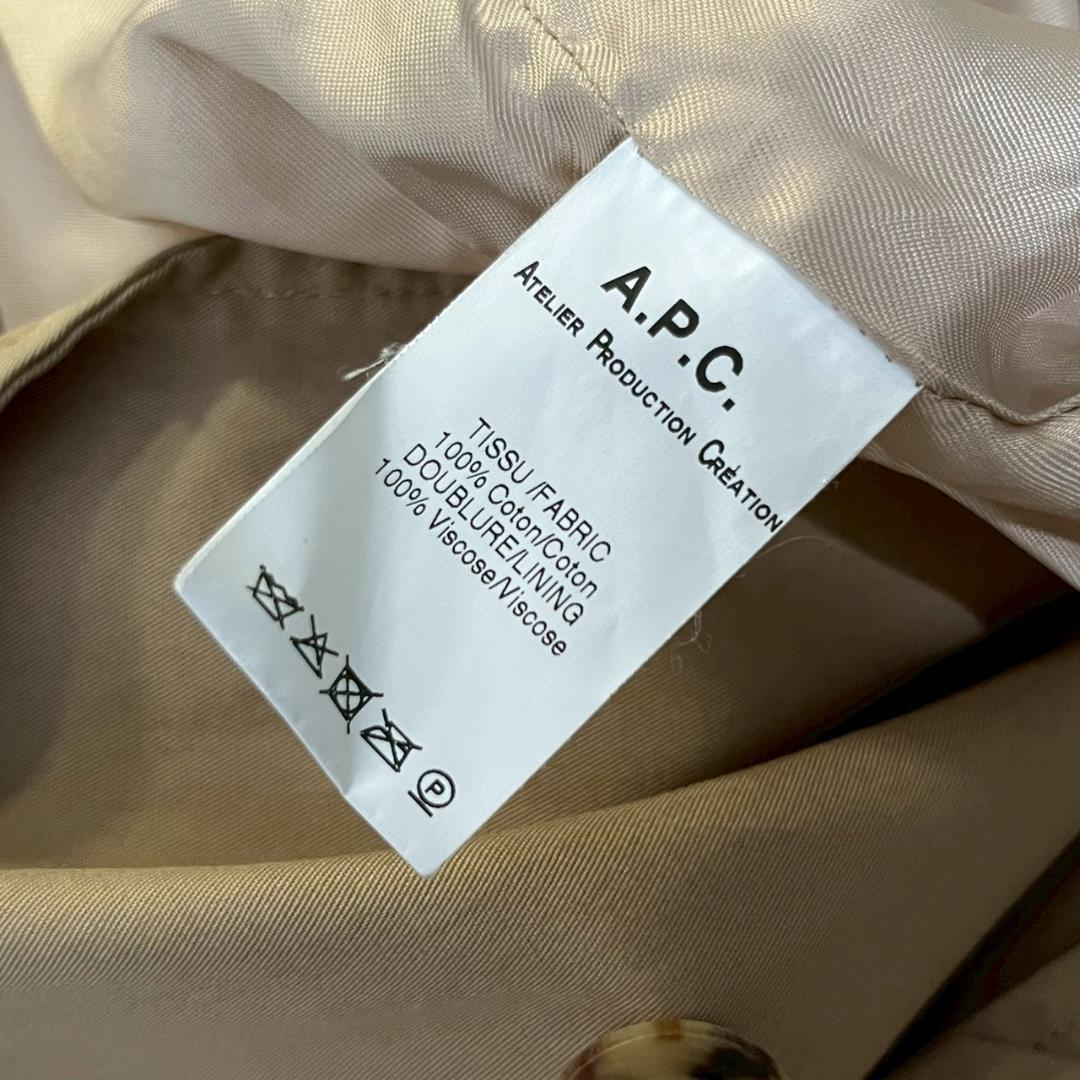 A.P.C.
ATELIER PRODUCTION CRÉATION
TISSU /FABRIC
100% Coton/Coton
DOUBLURE/LINING
100% Viscose/Viscose
P